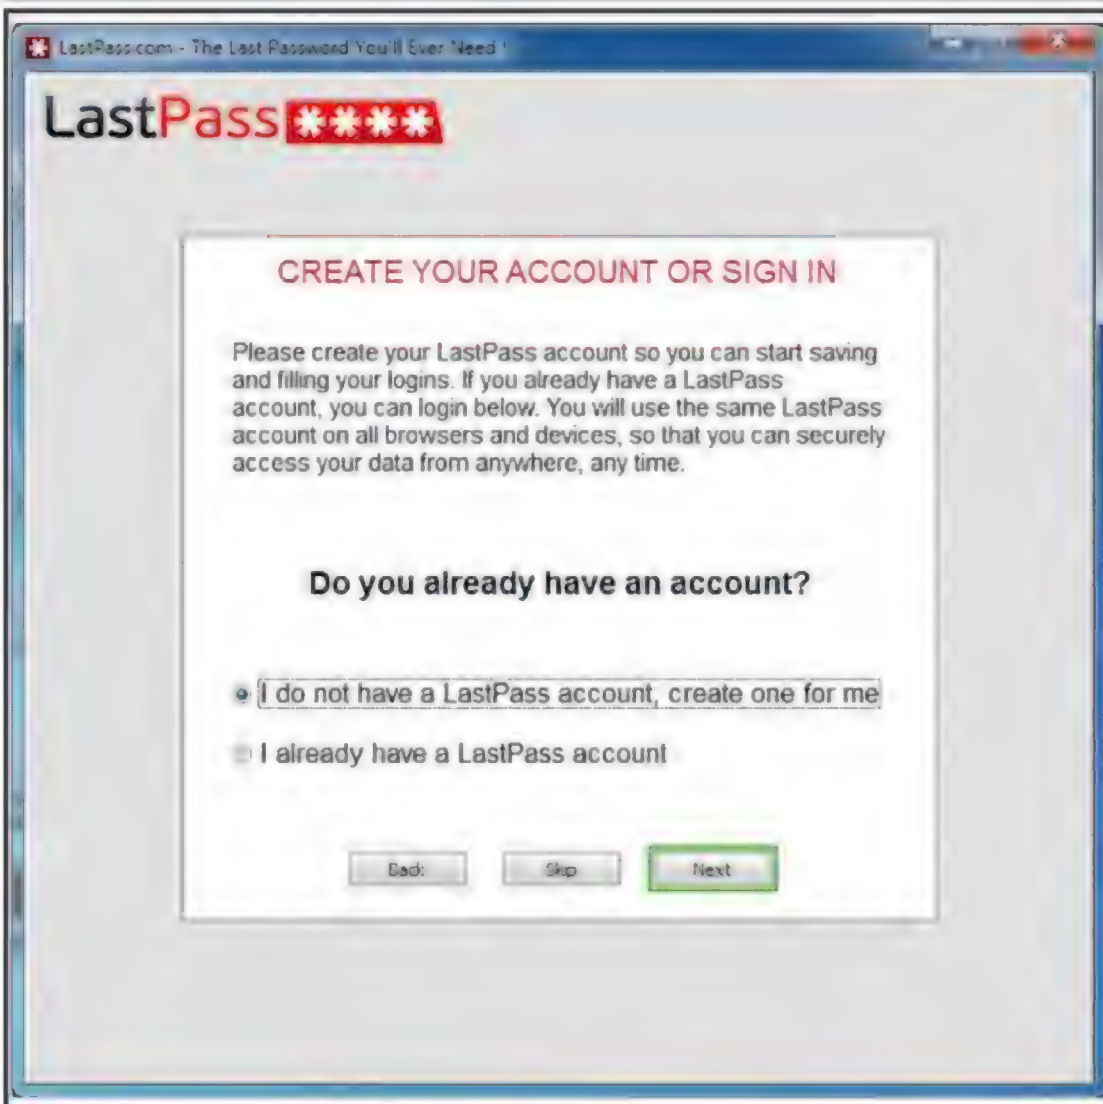 LastPass.com - The Last Password You'll Ever Need !
LastPass ****
CREATE YOUR ACCOUNT OR SIGN IN
Please create your LastPass account so you can start saving
and filling your logins. If you already have a LastPass
account, you can login below. You will use the same LastPass
account on all browsers and devices, so that you can securely
access your data from anywhere, any time.
Do you already have an account?
I do not have a LastPass account, create one for me
I already have a LastPass account
Back Skip Next